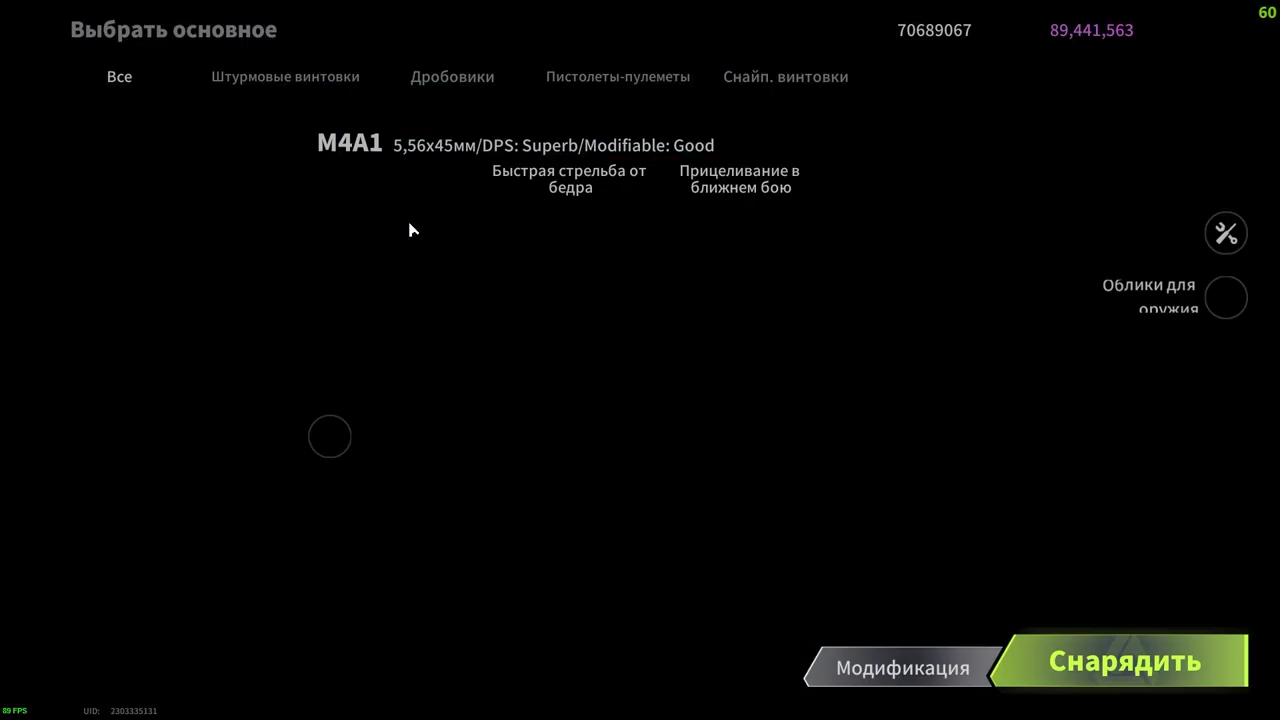 60
Выбрать основное
70689067
89,441,563
Все
Штурмовые винтовки
Дробовики
Пистолеты-пулеметы
Снайп. винтовки
M4A1 5,56x45мм/DPS: Superb/Modifiable: Good
Быстрая стрельба от
бедра
Прицеливание в
ближнем бою
Облики для
оружия
Модификация
Снарядить
89 FPS
UID: 2303335131